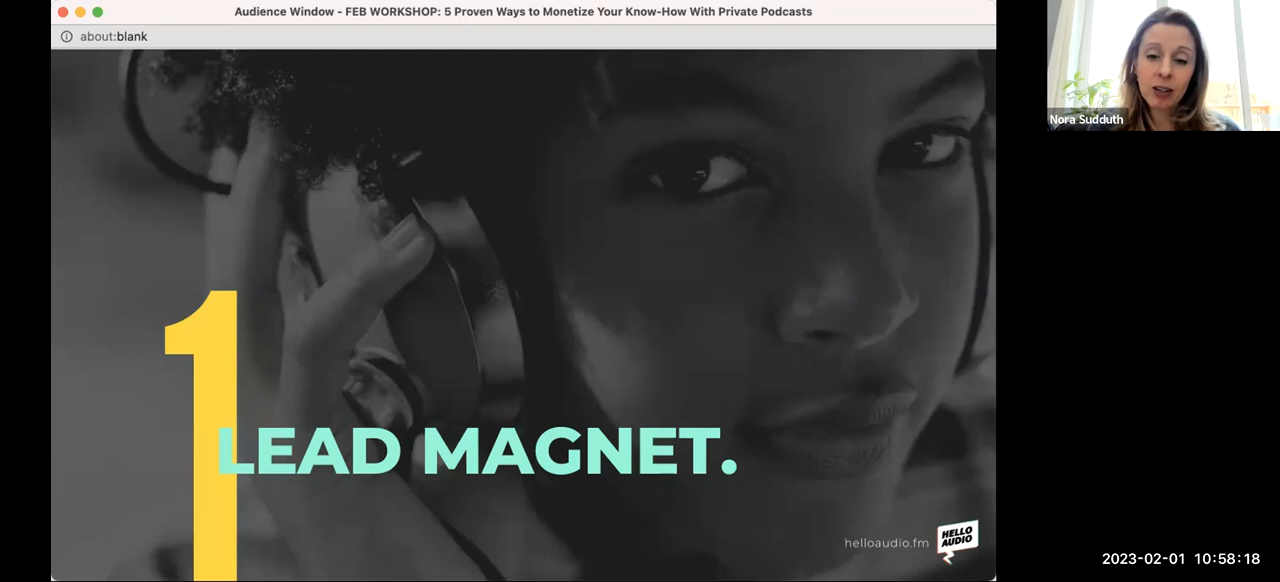 Audience Window - FEB WORKSHOP: 5 Proven Ways to Monetize Your Know-How With Private Podcasts
about:blank
Nora Sudduth
1
LEAD MAGNET.
helloaudio.fm
HELLO
AUDIO
2023-02-01 10:58:18